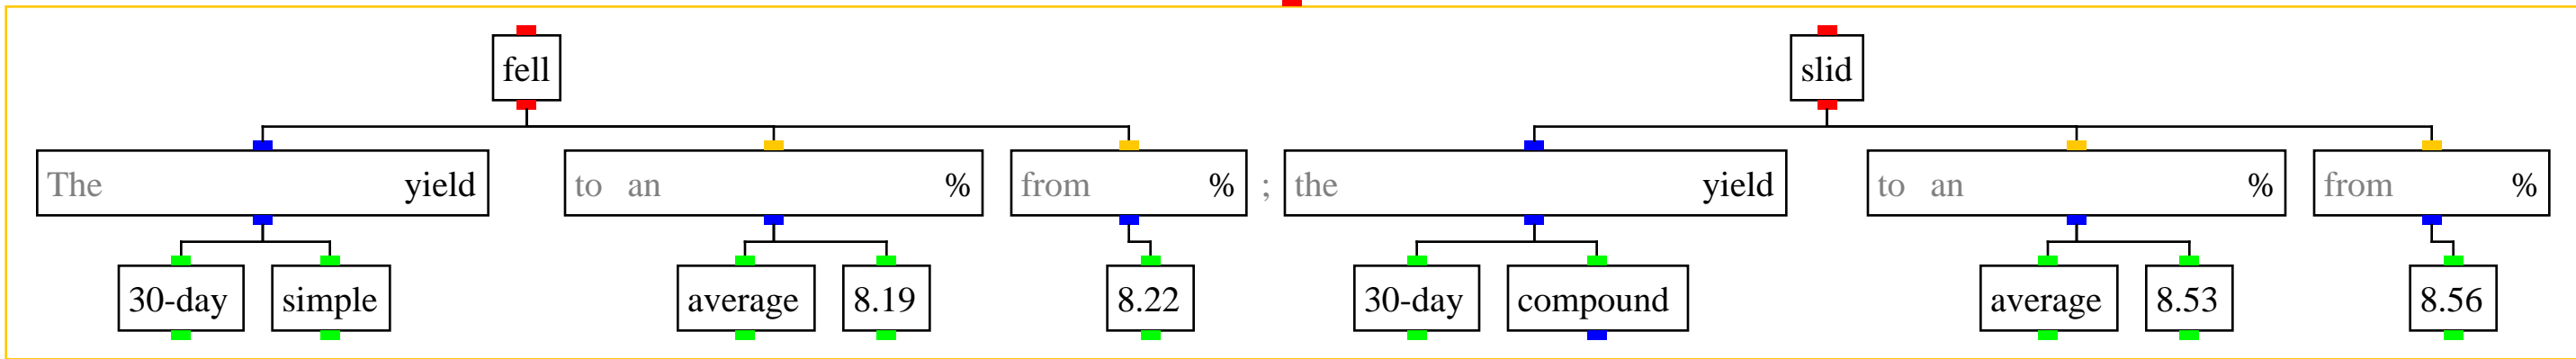 fell slid
The yield to an % from % ; the yield to an % from %
30-day simple average 8.19 8.22 30-day compound average 8.53 8.56